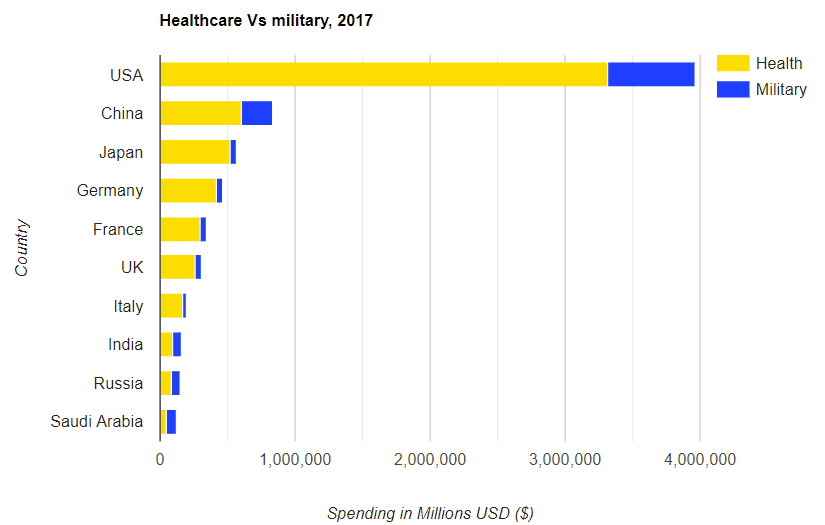 Healthcare Vs military, 2017
Health
Military
USA
China
Japan
Germany
France
UK
Italy
India
Russia
Saudi Arabia
Country
0 1,000,000 2,000,000 3,000,000 4,000,000
Spending in Millions USD ($)